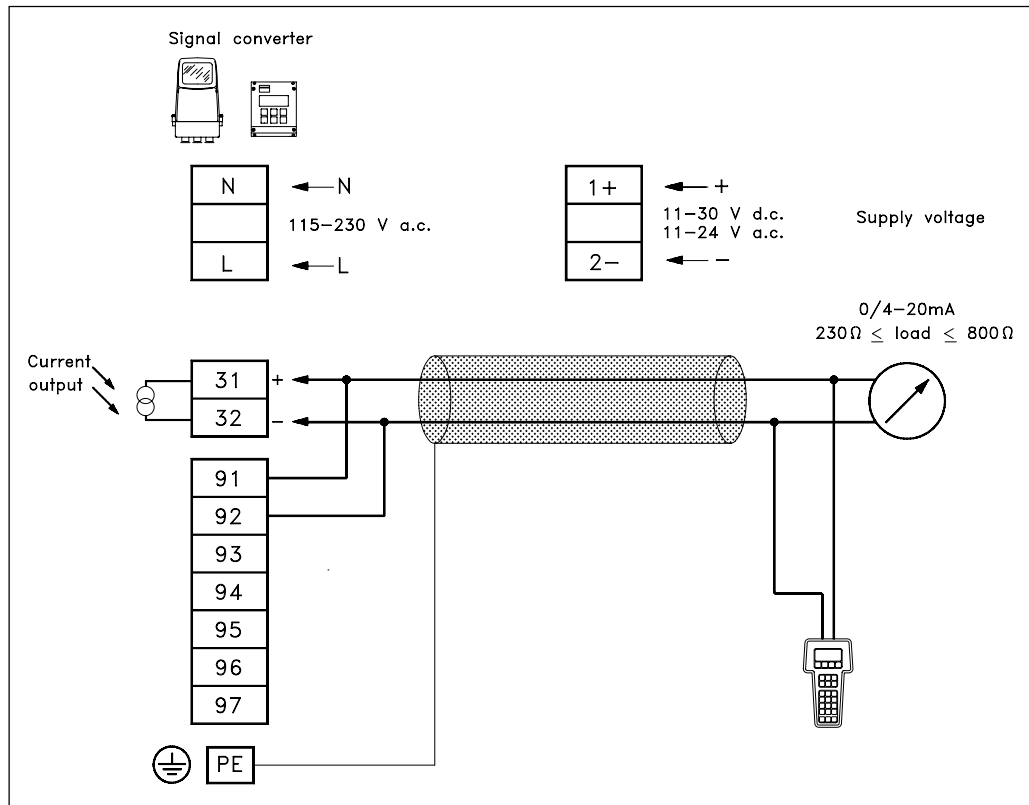 Signal converter
N
N
115–230 V a.c.
L
L
1+
+
11–30 V d.c.
11–24 V a.c.
2–
–
Supply voltage
0/4–20mA
230Ω ≤ load ≤ 800Ω
Current
output
31
+
32
–
91
92
93
94
95
96
97
PE